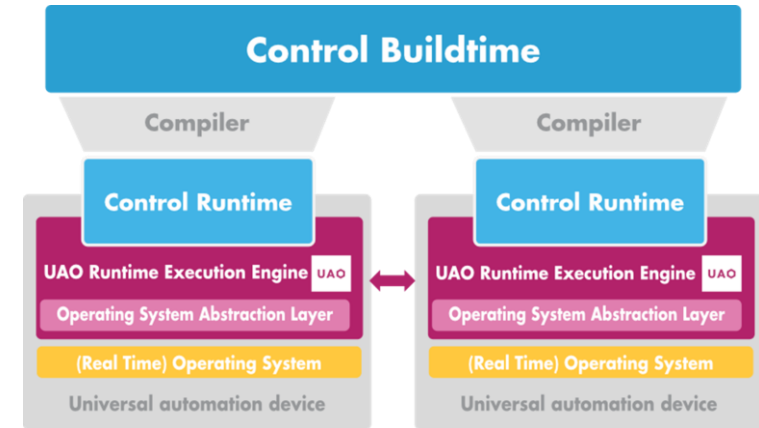 Control Buildtime
Compiler
Compiler
Control Runtime
Control Runtime
UAO Runtime Execution Engine UAO
UAO Runtime Execution Engine UAO
Operating System Abstraction Layer
Operating System Abstraction Layer
(Real Time) Operating System
(Real Time) Operating System
Universal automation device
Universal automation device